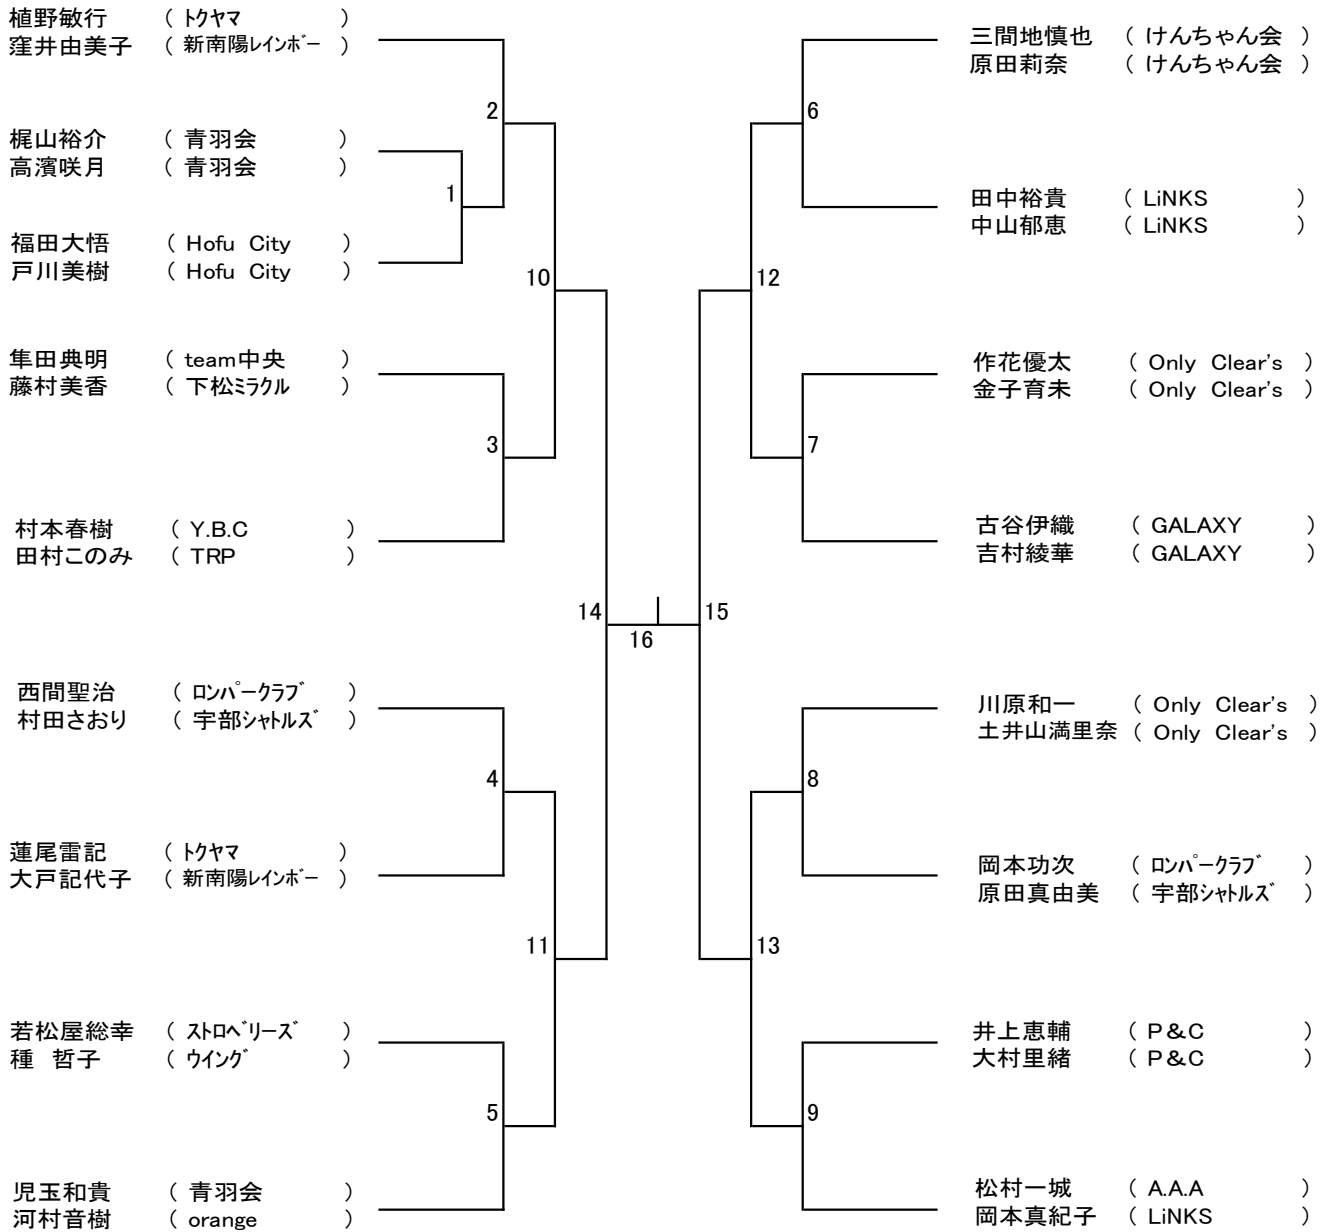 植野敏行 ( トクヤマ )
窪井由美子 ( 新南陽レインボー )
梶山裕介 ( 青羽会 )
高濱咲月 ( 青羽会 )
福田大悟 ( Hofu City )
戸川美樹 ( Hofu City )
隼田典明 ( team中央 )
藤村美香 ( 下松ミラクル )
村本春樹 ( Y.B.C )
田村このみ ( TRP )
西間聖治 ( ロンパークラブ )
村田さおり ( 宇部シャトルズ )
蓮尾雷記 ( トクヤマ )
大戸記代子 ( 新南陽レインボー )
若松屋総幸 ( ストロベリーズ )
種 哲子 ( ウイング )
児玉和貴 ( 青羽会 )
河村音樹 ( orange )
2
1
10
3
14
4
11
5
16
6
12
7
15
8
13
9
三間地慎也 ( けんちゃん会 )
原田莉奈 ( けんちゃん会 )
田中裕貴 ( LiNKS )
中山郁恵 ( LiNKS )
作花優太 ( Only Clear's )
金子育未 ( Only Clear's )
古谷伊織 ( GALAXY )
吉村綾華 ( GALAXY )
川原和一 ( Only Clear's )
土井山満里奈 ( Only Clear's )
岡本功次 ( ロンパークラブ )
原田真由美 ( 宇部シャトルズ )
井上恵輔 ( P&C )
大村里緒 ( P&C )
松村一城 ( A.A.A )
岡本真紀子 ( LiNKS )